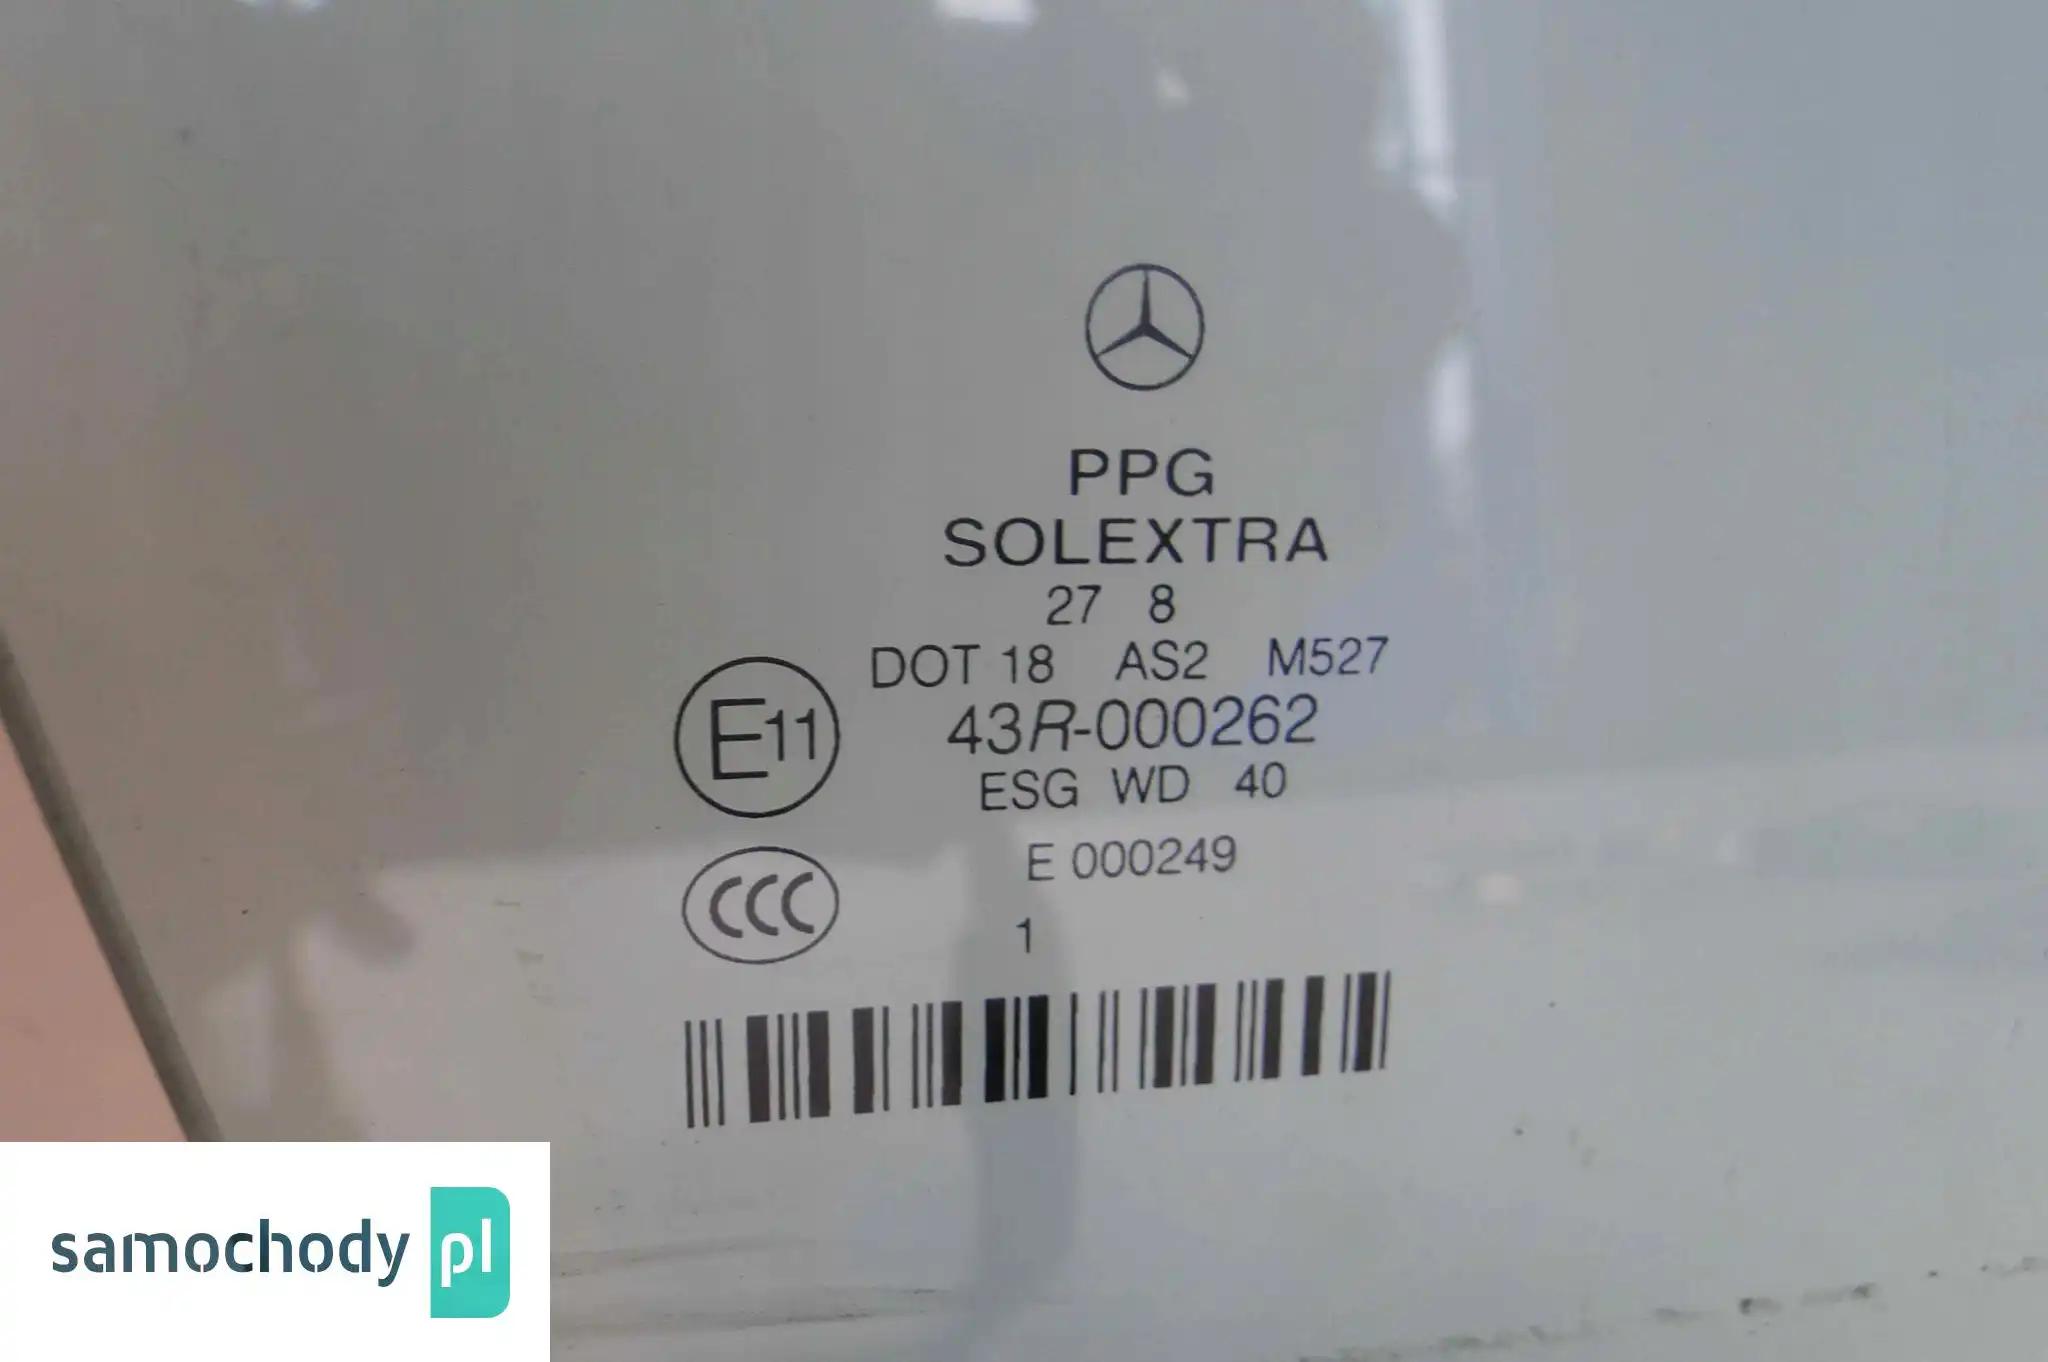 PPG
SOLEXTRA
27 8
DOT 18 AS2 M527
E11 43R-000262
ESG WD 40
E 000249
CCC
1
samochody pl